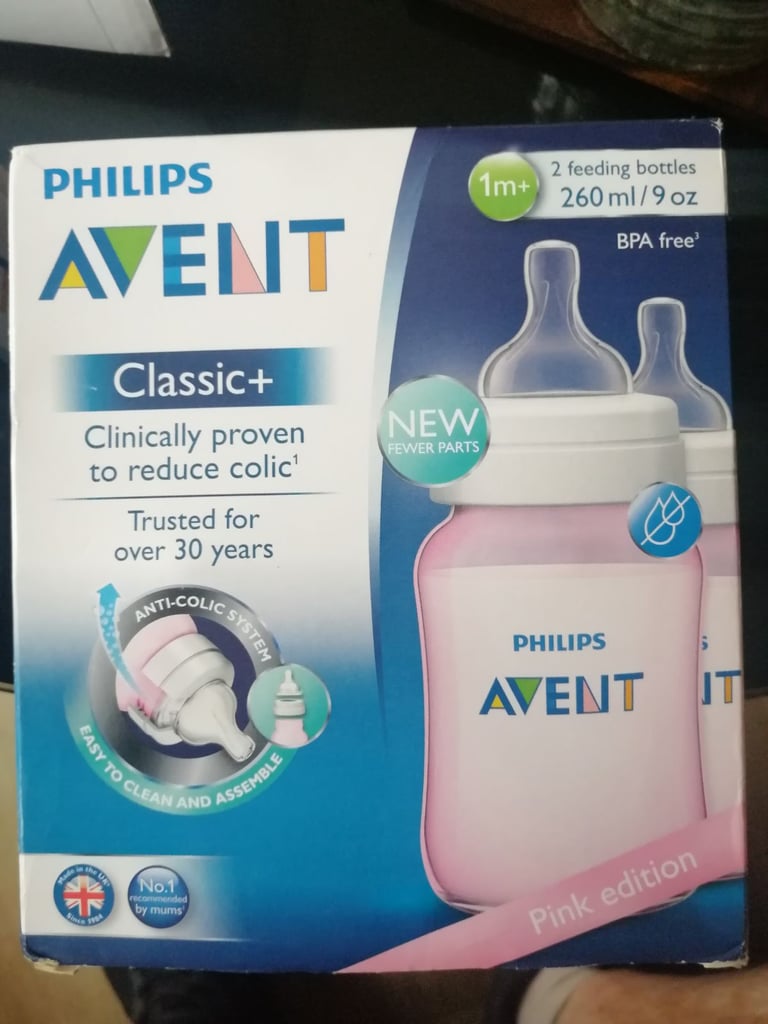 PHILIPS
AVENT
Classic+
Clinically proven
to reduce colic¹
Trusted for
over 30 years
ANTI-COLIC SYSTEM
EASY TO CLEAN AND ASSEMBLE
Made in the UK
Since 1984
No.1
recommended
by mums
1m+
2 feeding bottles
260 ml / 9 oz
BPA free³
NEW
FEWER PARTS
PHILIPS
AVENT
S
NT
Pink edition